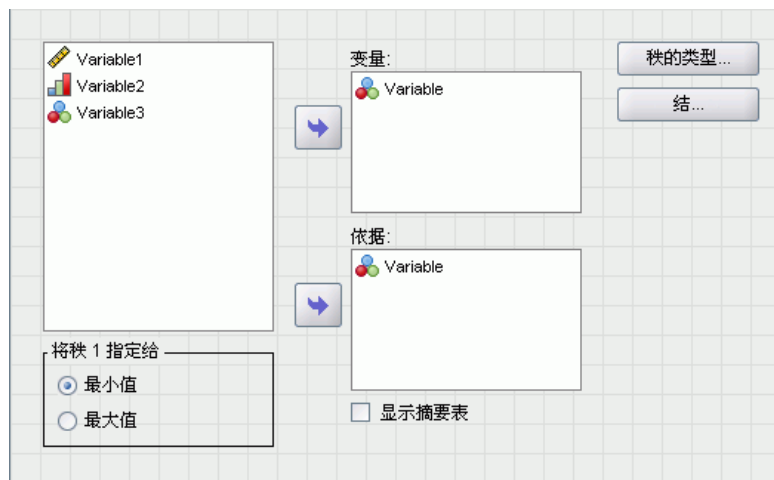 Variable1
Variable2
Variable3
将秩 1 指定给
最小值
最大值
变量:
Variable
依据:
Variable
显示摘要表
秩的类型...
结...